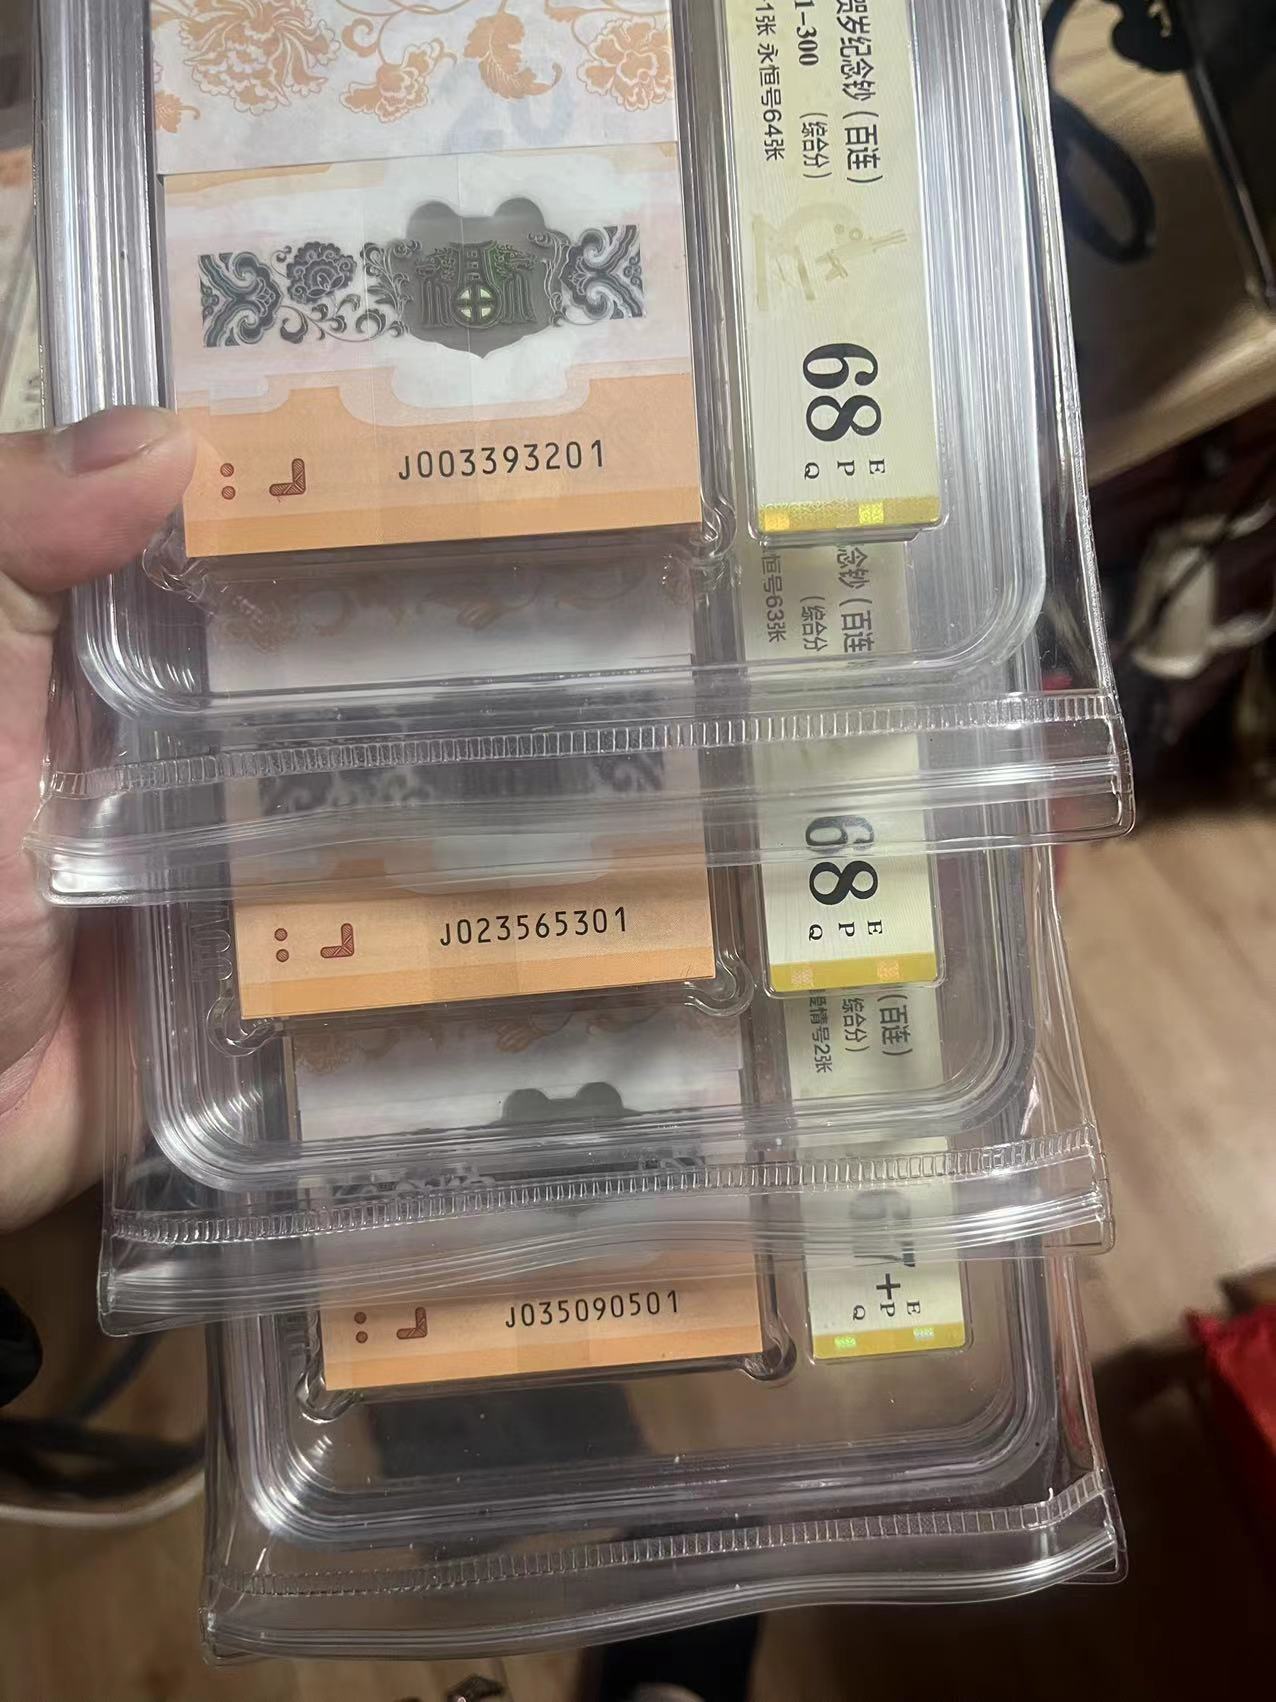 贺岁纪念钞（百连）
1-300 （综合分）
1张 永恒号64张
68
E
P
Q
J003393201
念钞（百连
（综合分
恒号63张
68
E
P
Q
J023565301
（百连）
综合分）
情号2张
67+
E
P
Q
J035090501